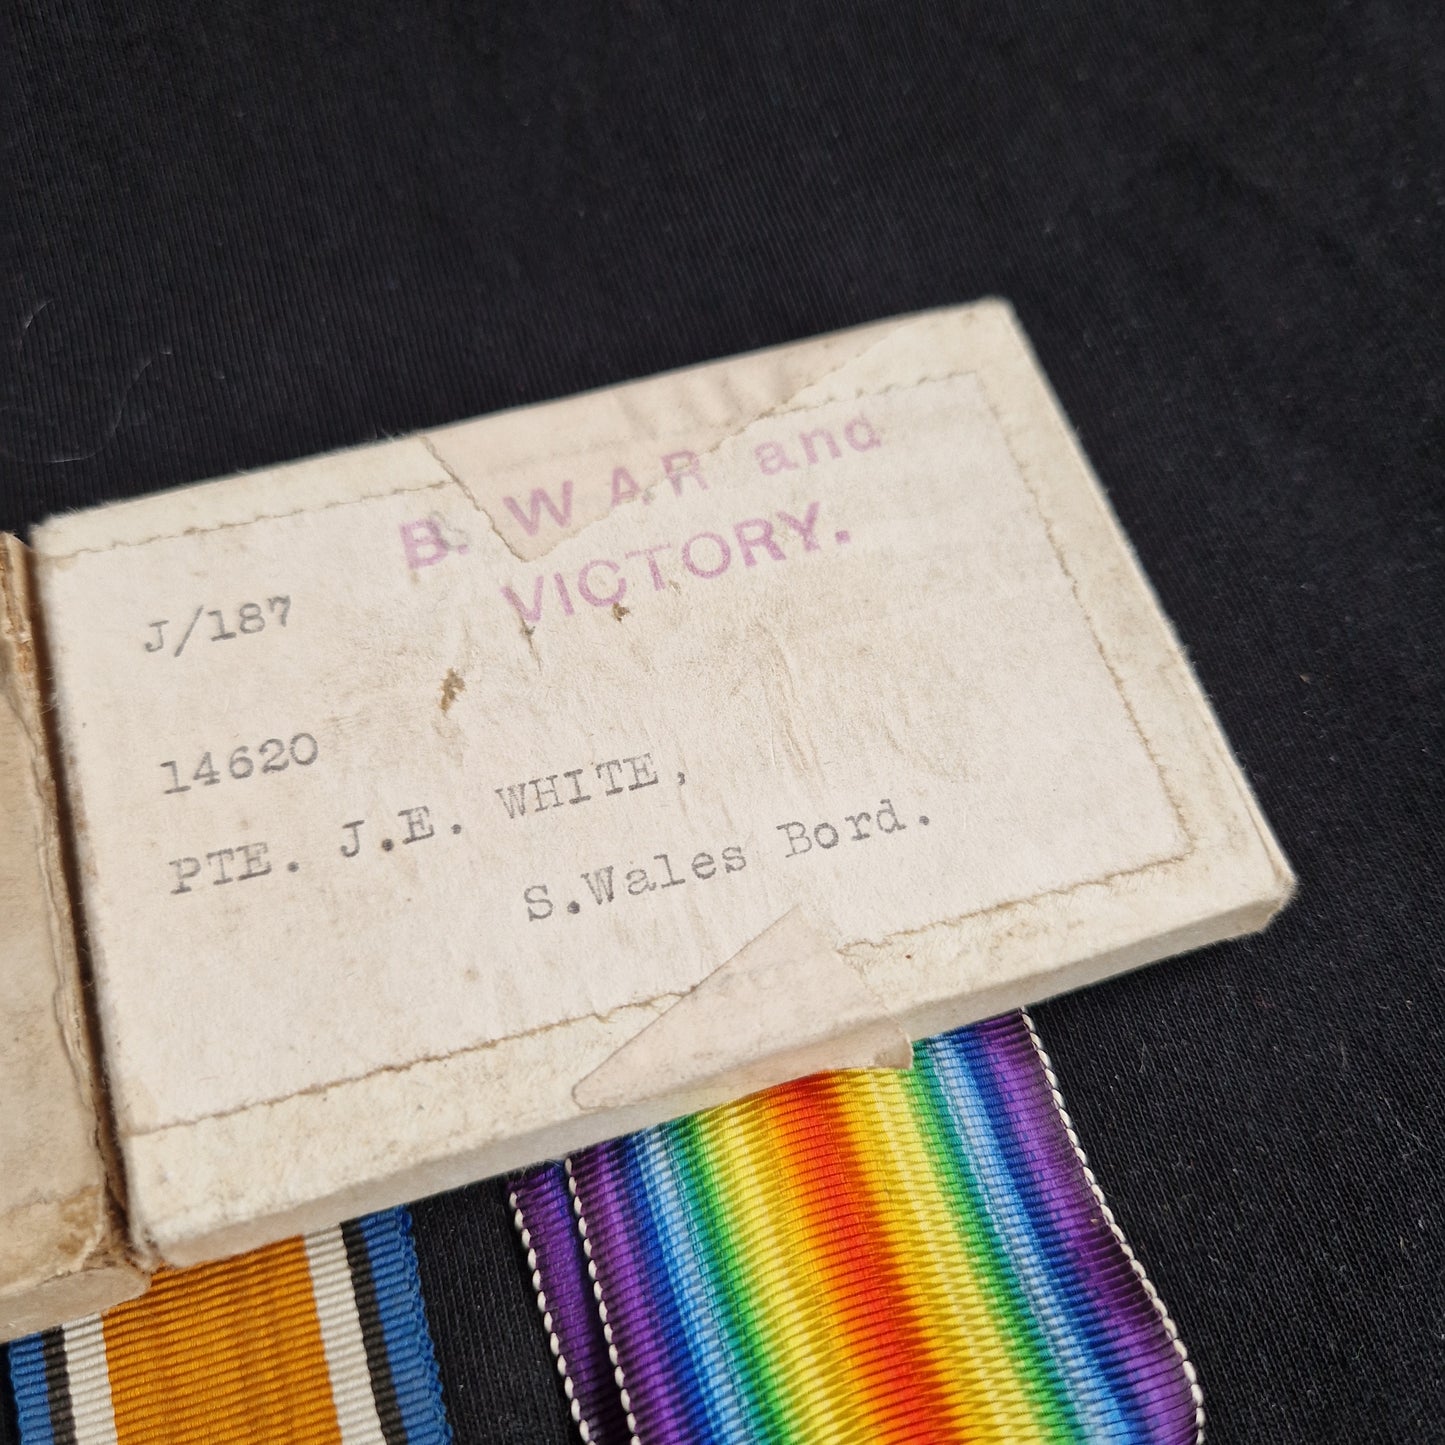 B. WAR and
VICTORY.
J/187
14620
PTE. J.E. WHITE,
S.Wales Bord.